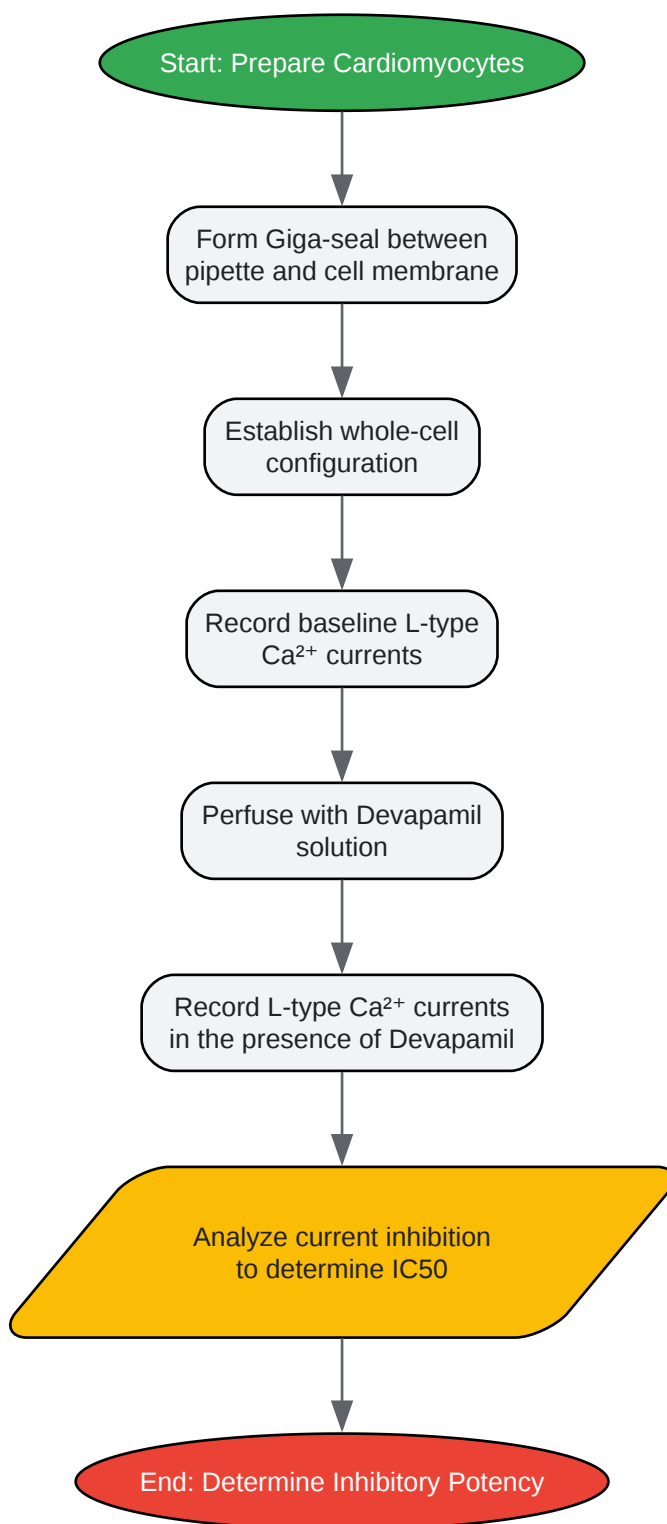 Start: Prepare Cardiomyocytes
Form Giga-seal between
pipette and cell membrane
Establish whole-cell
configuration
Record baseline L-type
Ca²⁺ currents
Perfuse with Devapamil
solution
Record L-type Ca²⁺ currents
in the presence of Devapamil
Analyze current inhibition
to determine IC50
End: Determine Inhibitory Potency